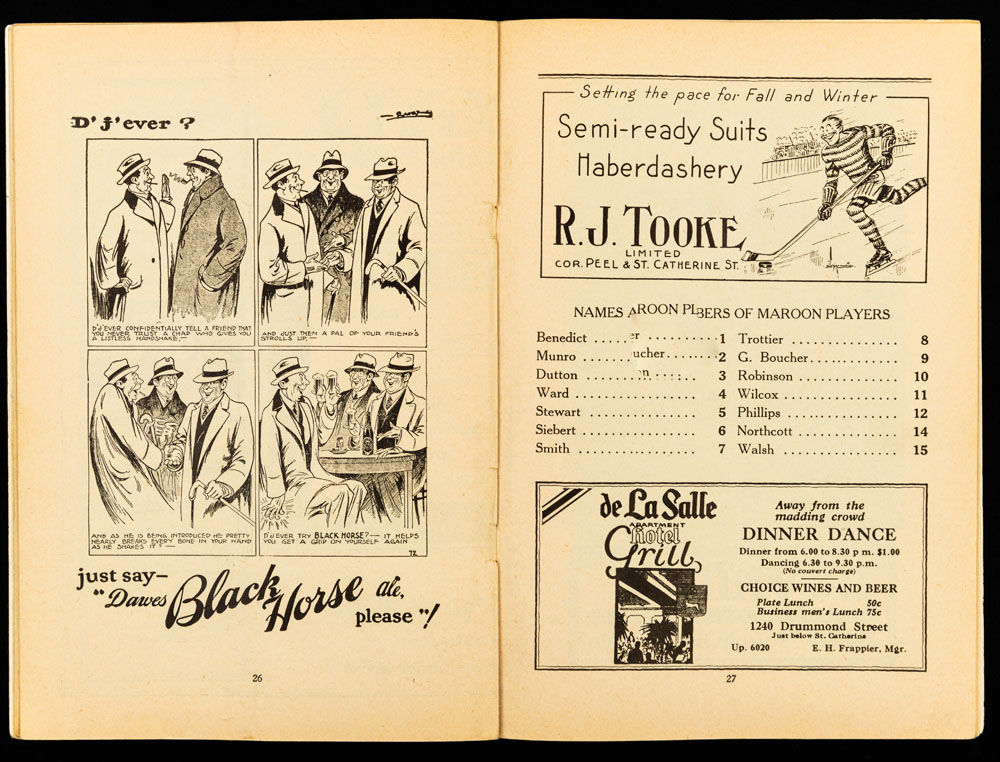 D'j'ever?
D'J'EVER CONFIDENTIALLY TELL A FRIEND THAT
YOU NEVER TRUST A CHAP WHO GIVES YOU
A LISTLESS HANDSHAKE,—
AND JUST THEN A PAL OF YOUR FRIEND'S
STROLLS UP,—
AND AS HE IS BEING INTRODUCED HE PRETTY
NEARLY BREAKS EVERY BONE IN YOUR HAND
AS HE SHAKES IT?—
D'J'EVER TRY BLACK HORSE?— IT HELPS
YOU GET A GRIP ON YOURSELF AGAIN
72
just say—
"Dawes Black Horse ale,
please"!
26
Setting the pace for Fall and Winter
Semi-ready Suits
Haberdashery
R.J. TOOKE
LIMITED
COR. PEEL & ST. CATHERINE ST.
NAMES AROON PLBERS OF MAROON PLAYERS
Benedict ..... er .......... 1
Munro ...... ucher........ 2
Dutton ....... on ...... 3
Ward .................. 4
Stewart ................ 5
Siebert ................. 6
Smith .................. 7
Trottier ................ 8
G. Boucher............. 9
Robinson ............... 10
Wilcox ................. 11
Phillips ................ 12
Northcott ............... 14
Walsh ................. 15
de La Salle
APARTMENT
Hotel
Grill
Away from the
madding crowd
DINNER DANCE
Dinner from 6.00 to 8.30 p m. $1.00
Dancing 6.30 to 9.30 p.m.
(No couvert charge)
CHOICE WINES AND BEER
Plate Lunch 50c
Business men's Lunch 75c
1240 Drummond Street
Just below St. Catherine
Up. 6020 E. H. Frappier, Mgr.
27